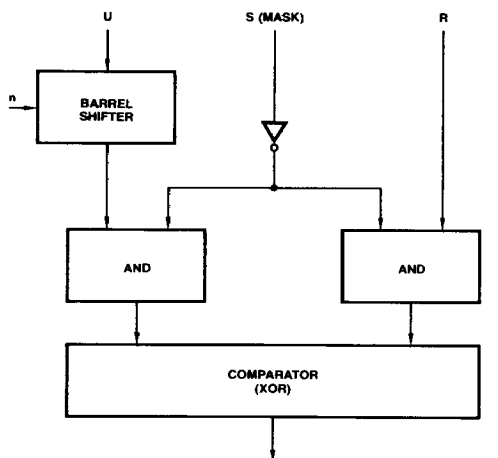 U
S (MASK)
R
n
BARREL
SHIFTER
AND
AND
COMPARATOR
(XOR)